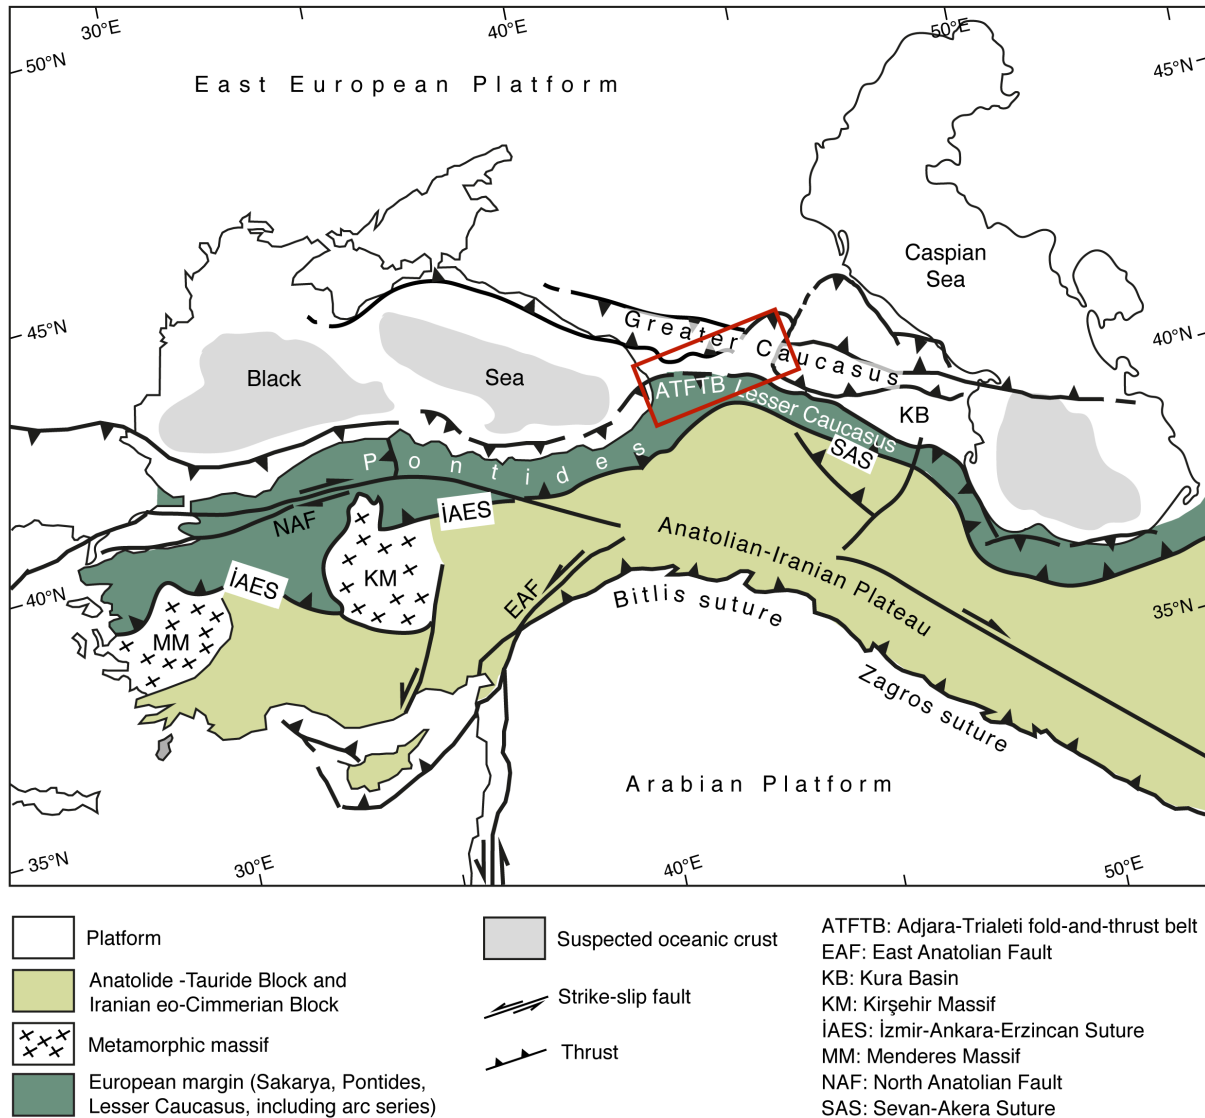 30°E
40°E
50°E
50°N
45°N
East European Platform
Caspian
Sea
45°N
40°N
Greater Caucasus
Black
Sea
ATFTB
Lesser Caucasus
KB
SAS
Pontides
İAES
NAF
Anatolian-Iranian Plateau
KM
İAES
40°N
EAF
Bitlis suture
35°N
MM
Zagros suture
Arabian Platform
35°N
30°E
40°E
50°E
Platform
Anatolide -Tauride Block and
Iranian eo-Cimmerian Block
Metamorphic massif
European margin (Sakarya, Pontides,
Lesser Caucasus, including arc series)
Suspected oceanic crust
Strike-slip fault
Thrust
ATFTB: Adjara-Trialeti fold-and-thrust belt
EAF: East Anatolian Fault
KB: Kura Basin
KM: Kirşehir Massif
İAES: İzmir-Ankara-Erzincan Suture
MM: Menderes Massif
NAF: North Anatolian Fault
SAS: Sevan-Akera Suture